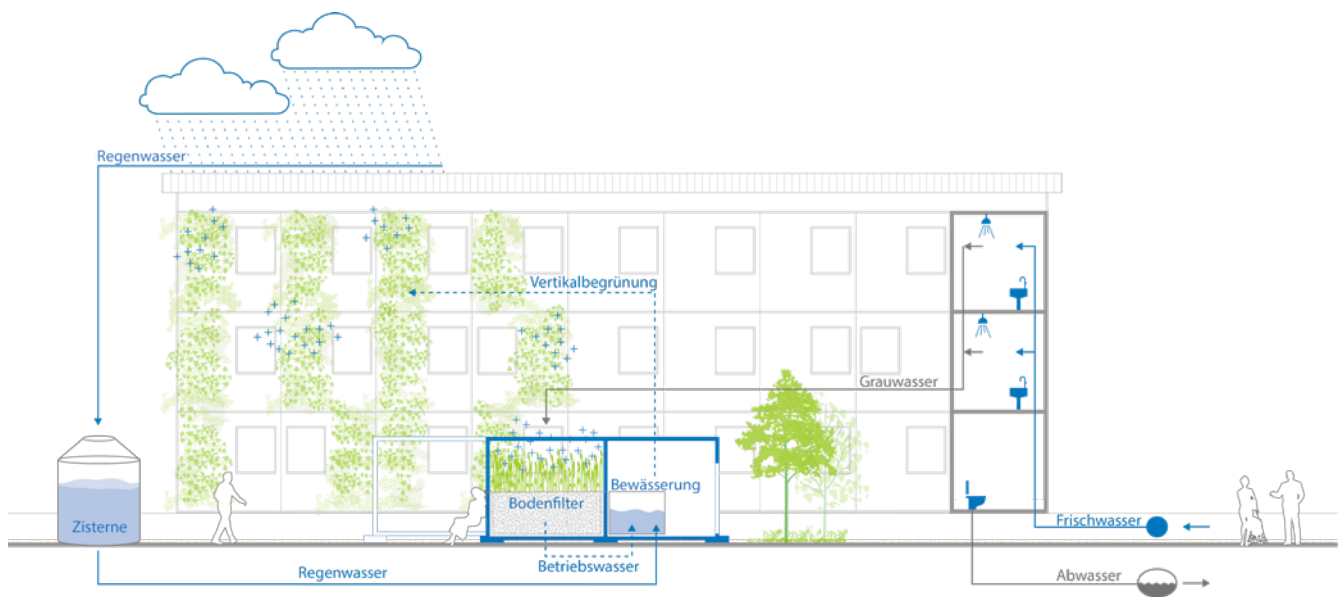 Regenwasser
Vertikalbegrünung
Grauwasser
Bewässerung
Bodenfilter
Zisterne
Frischwasser
Betriebswasser
Regenwasser
Abwasser